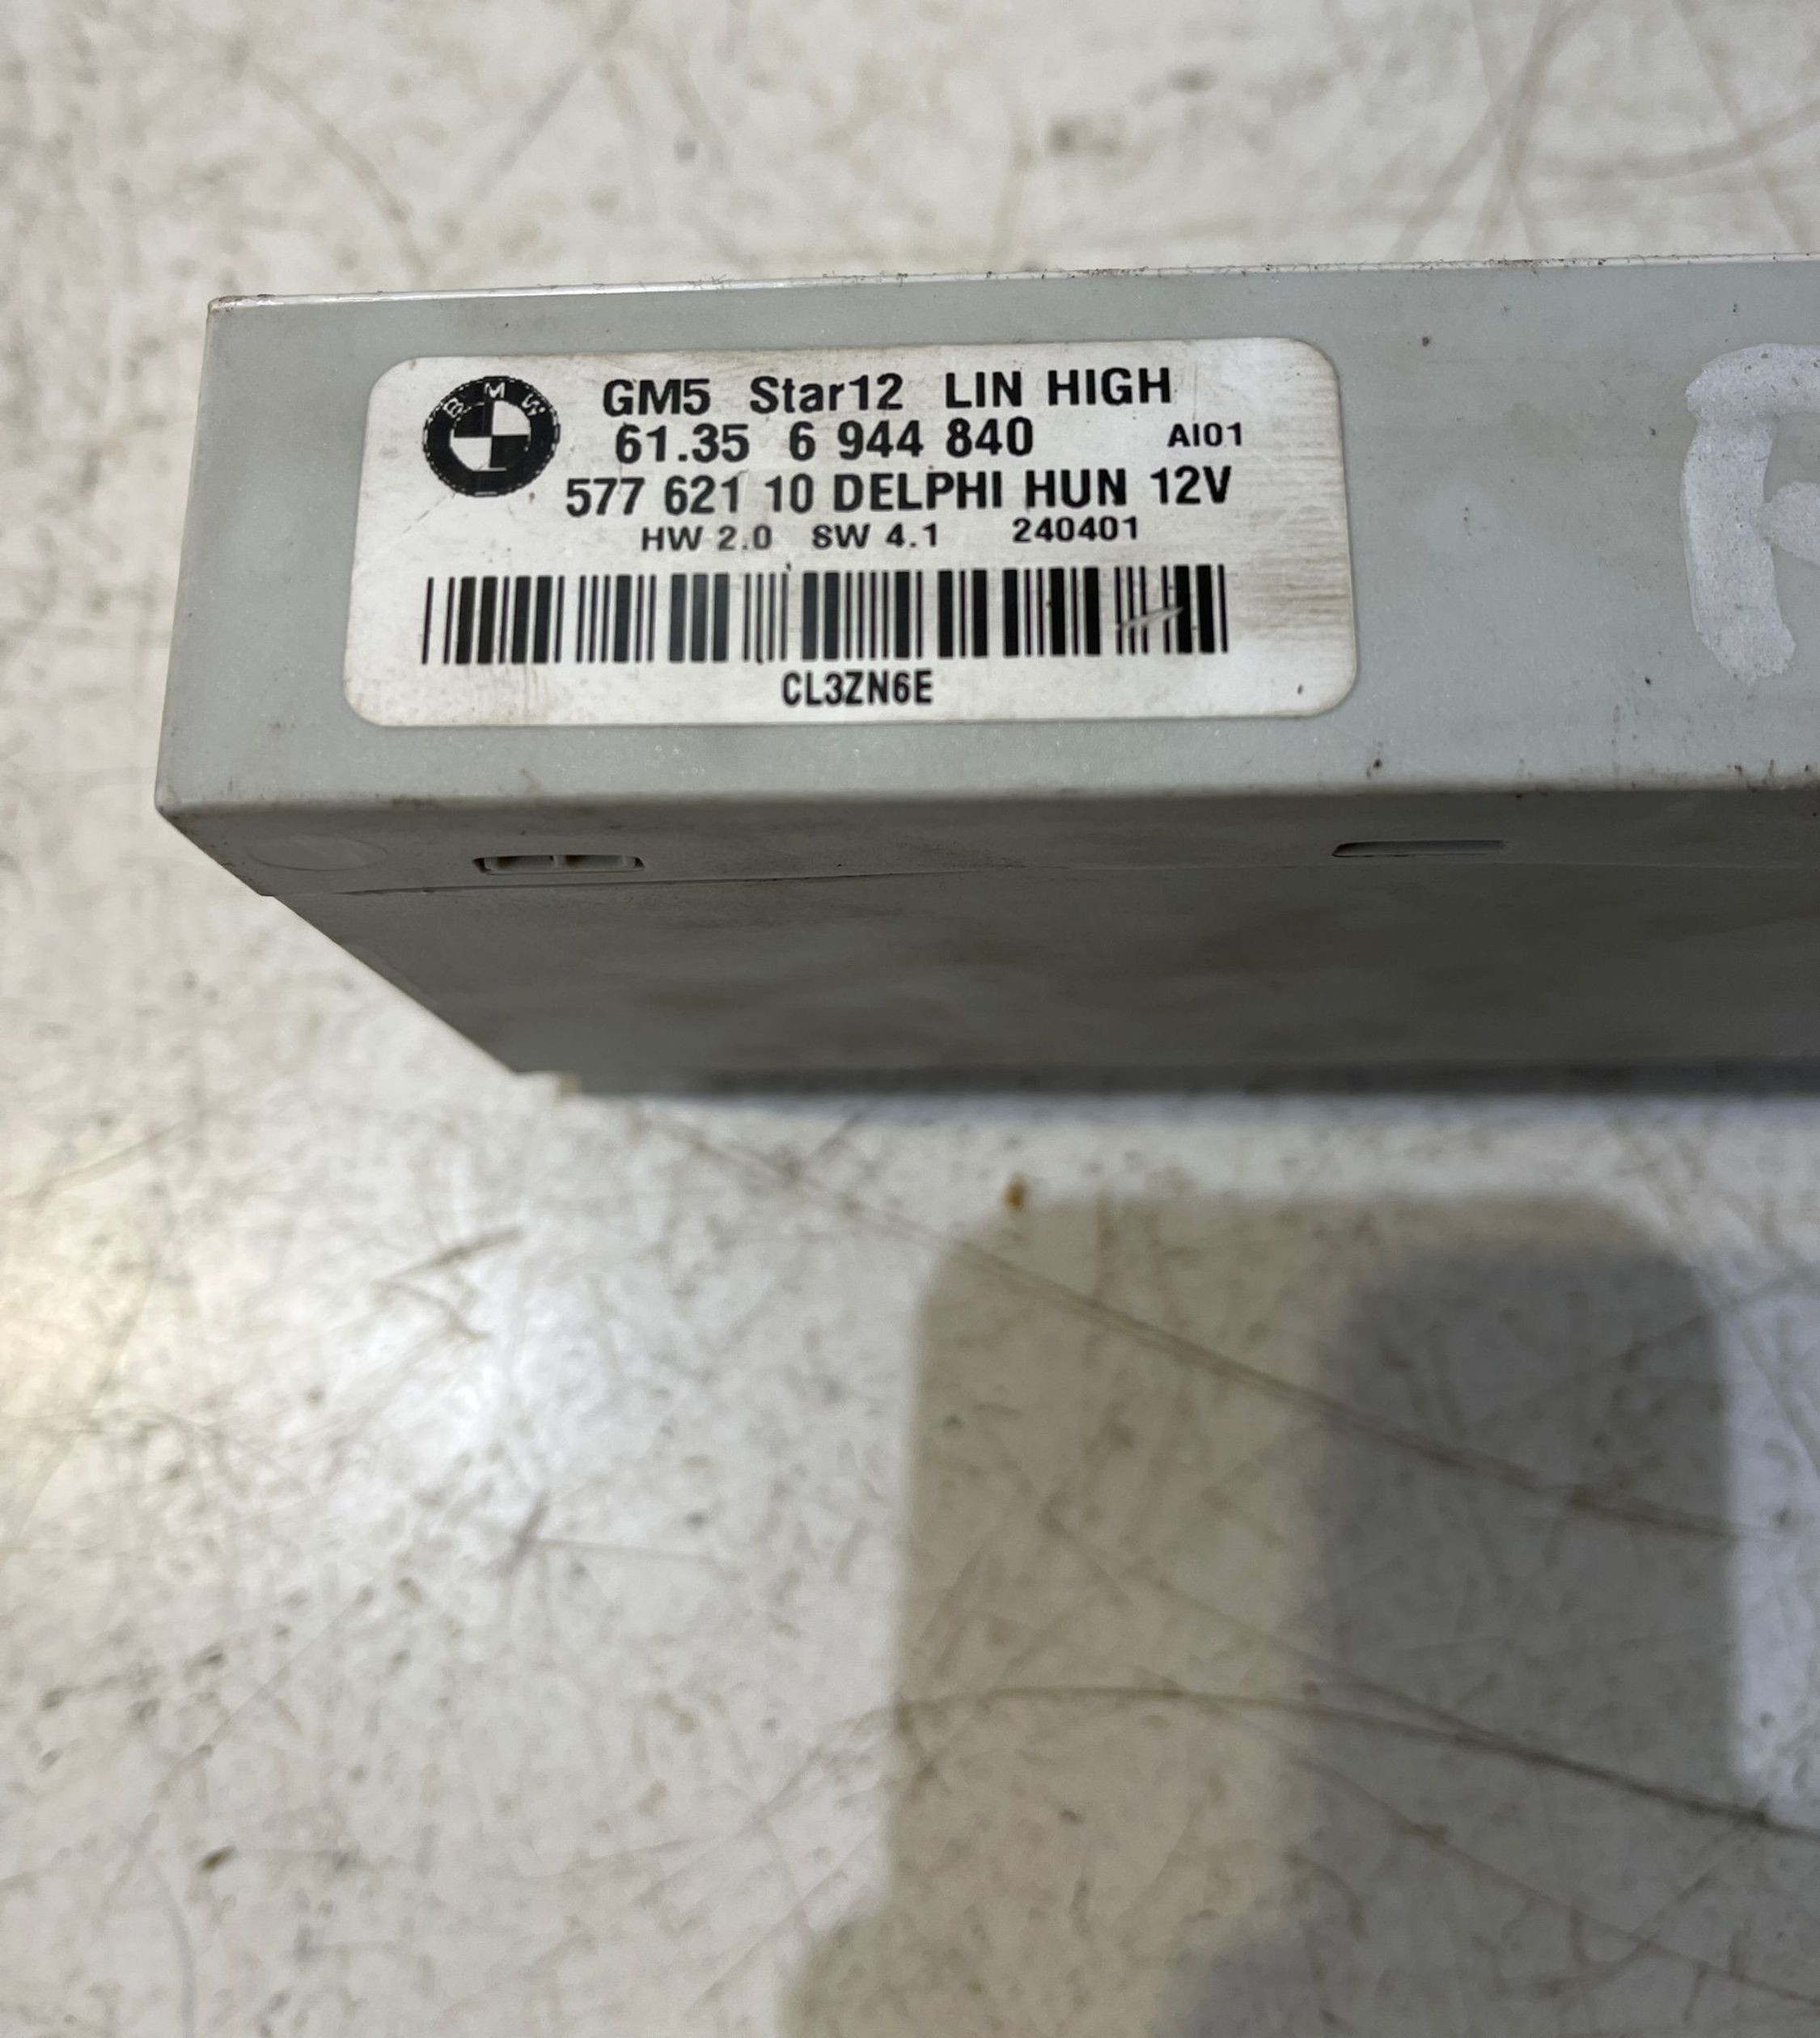 BMW
GM5 Star12 LIN HIGH
61.35 6 944 840 AI01
577 621 10 DELPHI HUN 12V
HW 2.0 SW 4.1 240401
CL3ZN6E